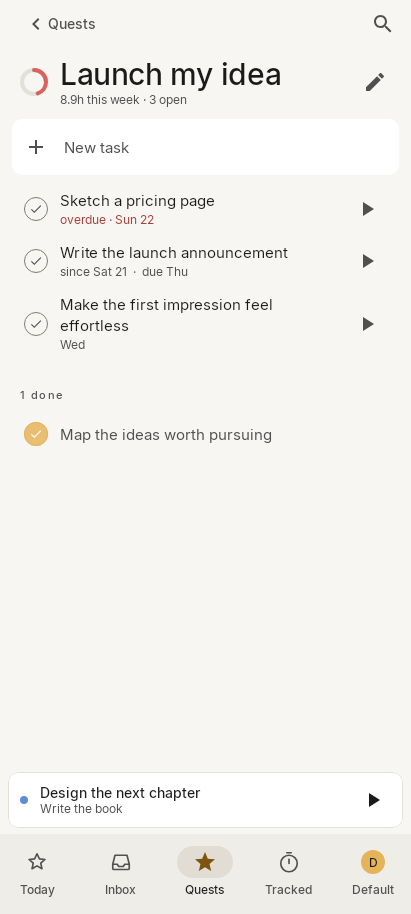 Quests
Launch my idea
8.9h this week · 3 open
New task
Sketch a pricing page
overdue · Sun 22
Write the launch announcement
since Sat 21 · due Thu
Make the first impression feel
effortless
Wed
1 done
Map the ideas worth pursuing
Design the next chapter
Write the book
Today
Inbox
Quests
Tracked
D
Default